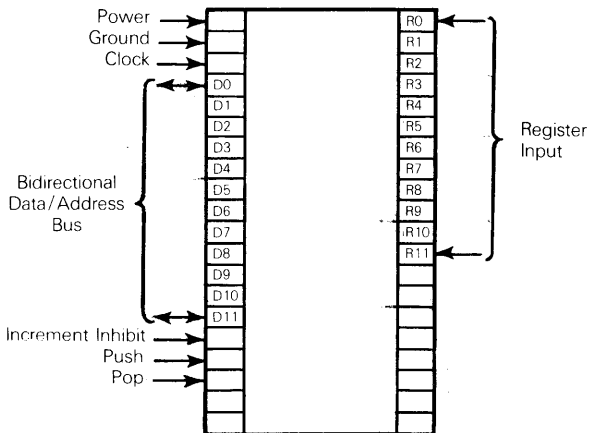 Power
Ground
Clock
D0
D1
D2
D3
D4
D5
D6
D7
D8
D9
D10
D11
Bidirectional
Data/Address
Bus
Increment Inhibit
Push
Pop
R0
R1
R2
R3
R4
R5
R6
R7
R8
R9
R10
R11
Register
Input